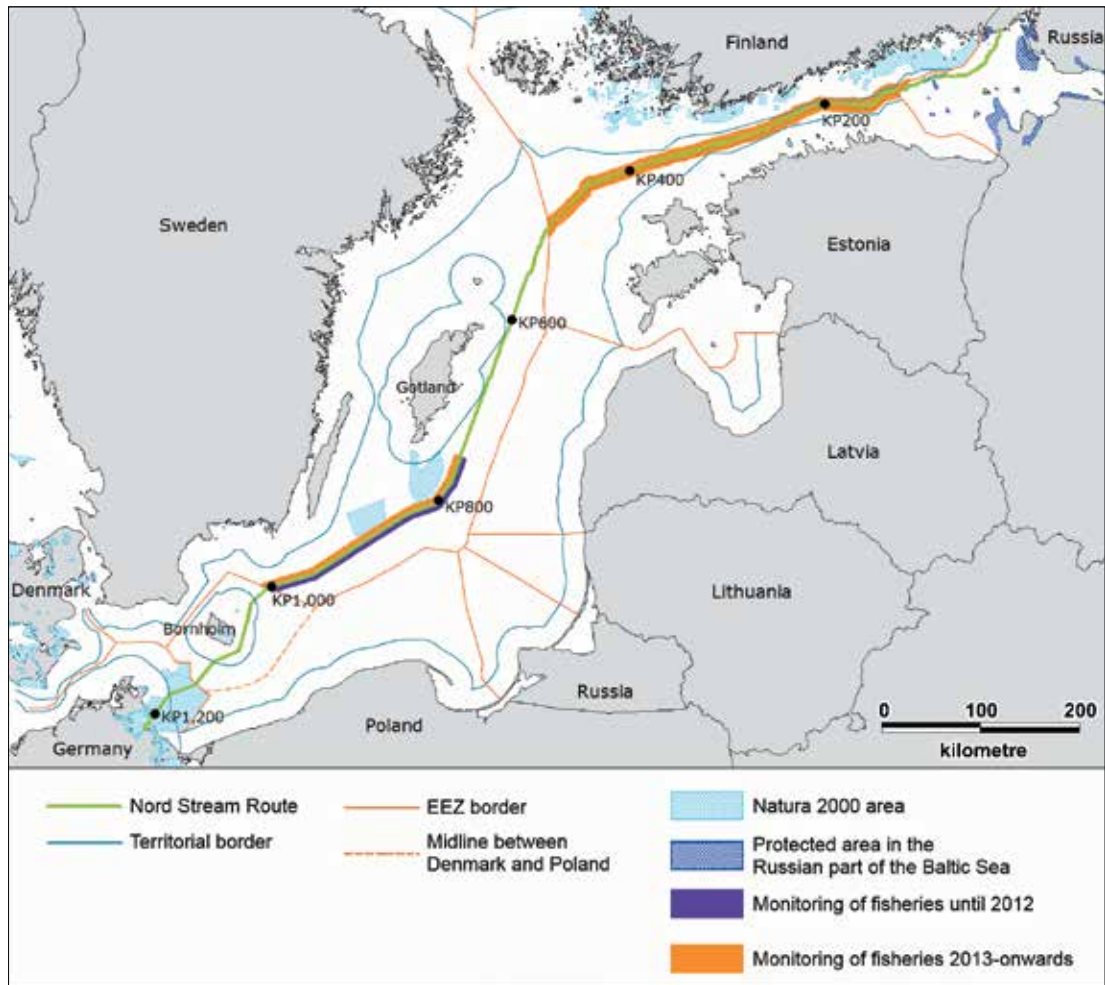 Finland
Russia
KP200
KP400
Sweden
Estonia
KP600
Gotland
Latvia
KP800
Denmark
KP1,000
Lithuania
Bornholm
Russia
KP1,200
Poland
Germany
0 100 200
kilometre
Nord Stream Route
Territorial border
EEZ border
Midline between
Denmark and Poland
Natura 2000 area
Protected area in the
Russian part of the Baltic Sea
Monitoring of fisheries until 2012
Monitoring of fisheries 2013-onwards